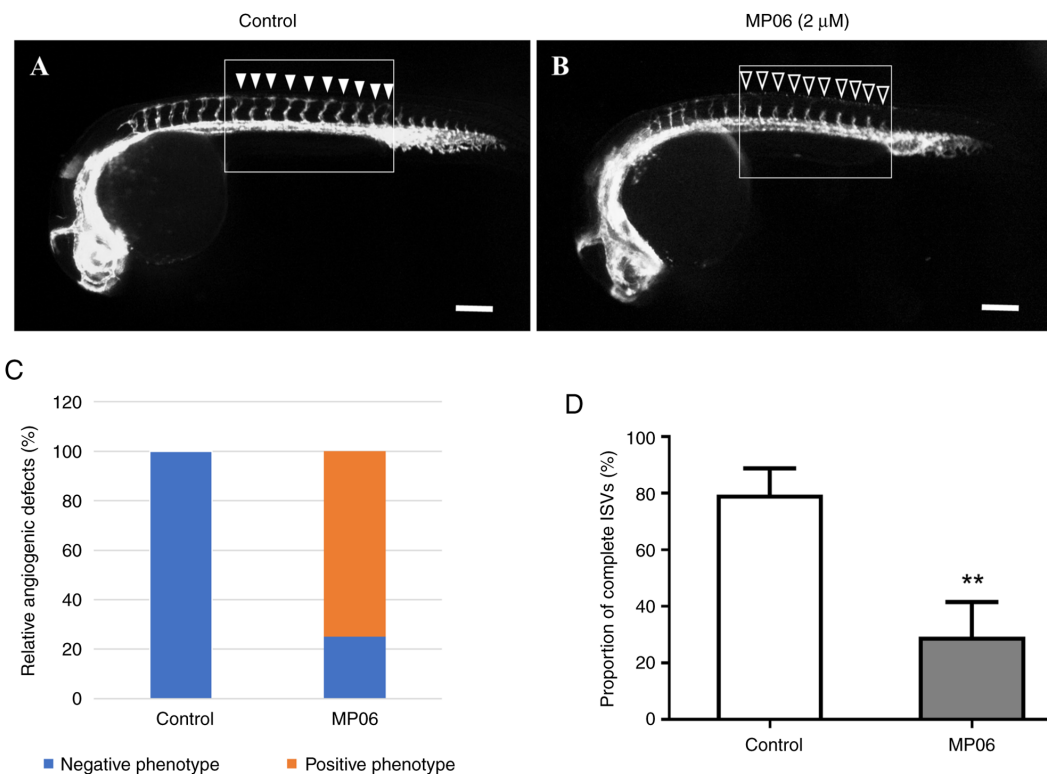 Control
MP06 (2 μM)
A
B
C
Relative angiogenic defects (%)
120
100
80
60
40
20
0
Control
MP06
Negative phenotype
Positive phenotype
D
Proportion of complete ISVs (%)
100
80
60
40
20
0
**
Control
MP06